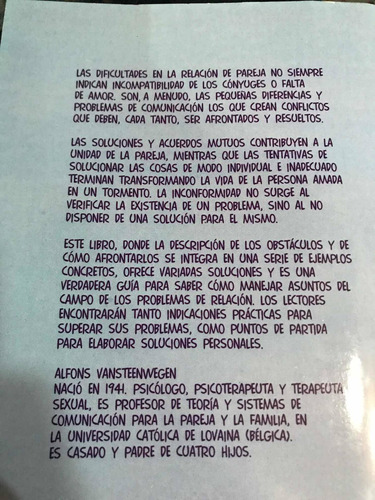 LAS DIFICULTADES EN LA RELACIÓN DE PAREJA NO SIEMPRE
INDICAN INCOMPATIBILIDAD DE LOS CÓNYUGES O FALTA
DE AMOR. SON, A MENUDO, LAS PEQUEÑAS DIFERENCIAS Y
PROBLEMAS DE COMUNICACIÓN LOS QUE CREAN CONFLICTOS
QUE DEBEN, CADA TANTO, SER AFRONTADOS Y RESUELTOS.

LAS SOLUCIONES Y ACUERDOS MUTUOS CONTRIBUYEN A LA
UNIDAD DE LA PAREJA, MIENTRAS QUE LAS TENTATIVAS DE
SOLUCIONAR LAS COSAS DE MODO INDIVIDUAL E INADECUADO
TERMINAN TRANSFORMANDO LA VIDA DE LA PERSONA AMADA
EN UN TORMENTO. LA INCONFORMIDAD NO SURGE AL
VERIFICAR LA EXISTENCIA DE UN PROBLEMA, SINO AL NO
DISPONER DE UNA SOLUCIÓN PARA EL MISMO.

ESTE LIBRO, DONDE LA DESCRIPCIÓN DE LOS OBSTÁCULOS Y DE
CÓMO AFRONTARLOS SE INTEGRA EN UNA SERIE DE EJEMPLOS
CONCRETOS, OFRECE VARIADAS SOLUCIONES Y ES UNA
VERDADERA GUÍA PARA SABER CÓMO MANEJAR ASUNTOS DEL
CAMPO DE LOS PROBLEMAS DE RELACIÓN. LOS LECTORES
ENCONTRARÁN TANTO INDICACIONES PRÁCTICAS PARA
SUPERAR SUS PROBLEMAS, COMO PUNTOS DE PARTIDA
PARA ELABORAR SOLUCIONES PERSONALES.

ALFONS VANSTEENWEGEN
NACIÓ EN 1941. PSICÓLOGO, PSICOTERAPEUTA Y TERAPEUTA
SEXUAL, ES PROFESOR DE TEORÍA Y SISTEMAS DE
COMUNICACIÓN PARA LA PAREJA Y LA FAMILIA, EN
LA UNIVERSIDAD CATÓLICA DE LOVAINA (BÉLGICA).
ES CASADO Y PADRE DE CUATRO HIJOS.